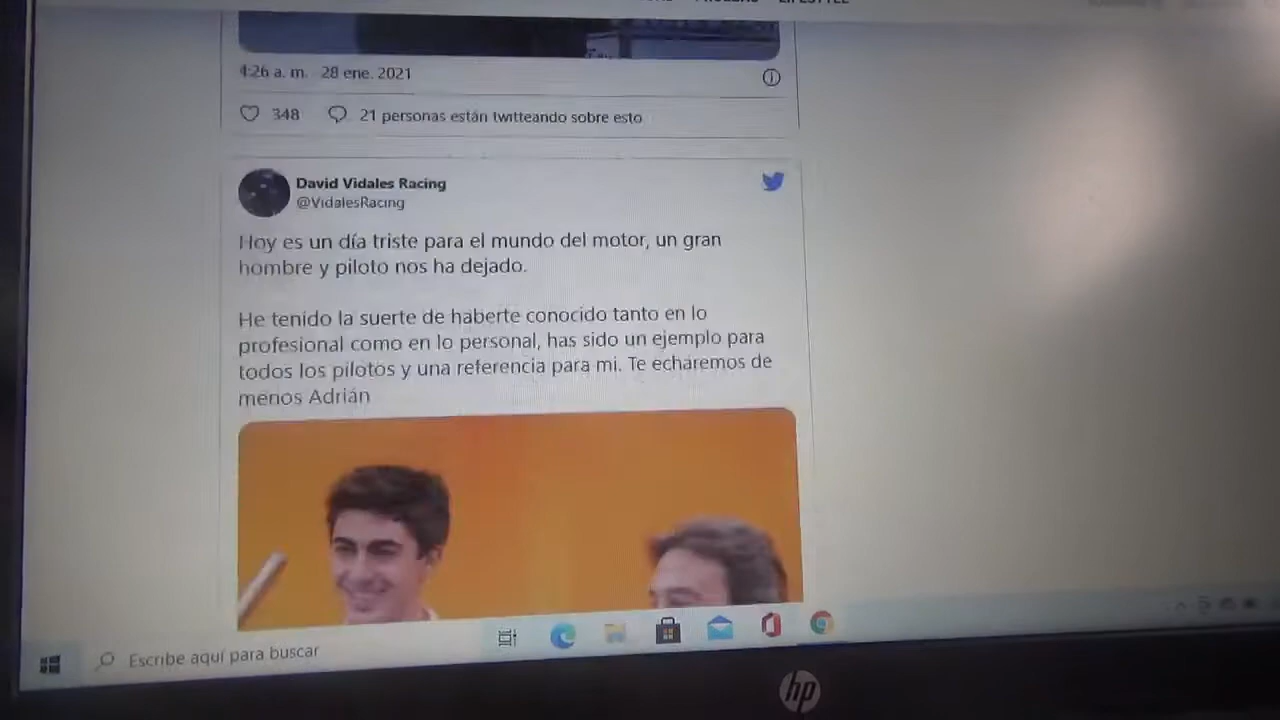 LIFESTYLE
4:26 a. m. 28 ene. 2021
348 21 personas están twitteando sobre esto
David Vidales Racing
@VidalesRacing
Hoy es un día triste para el mundo del motor, un gran
hombre y piloto nos ha dejado.
He tenido la suerte de haberte conocido tanto en lo
profesional como en lo personal, has sido un ejemplo para
todos los pilotos y una referencia para mi. Te echaremos de
menos Adrián
Escribe aquí para buscar
hp